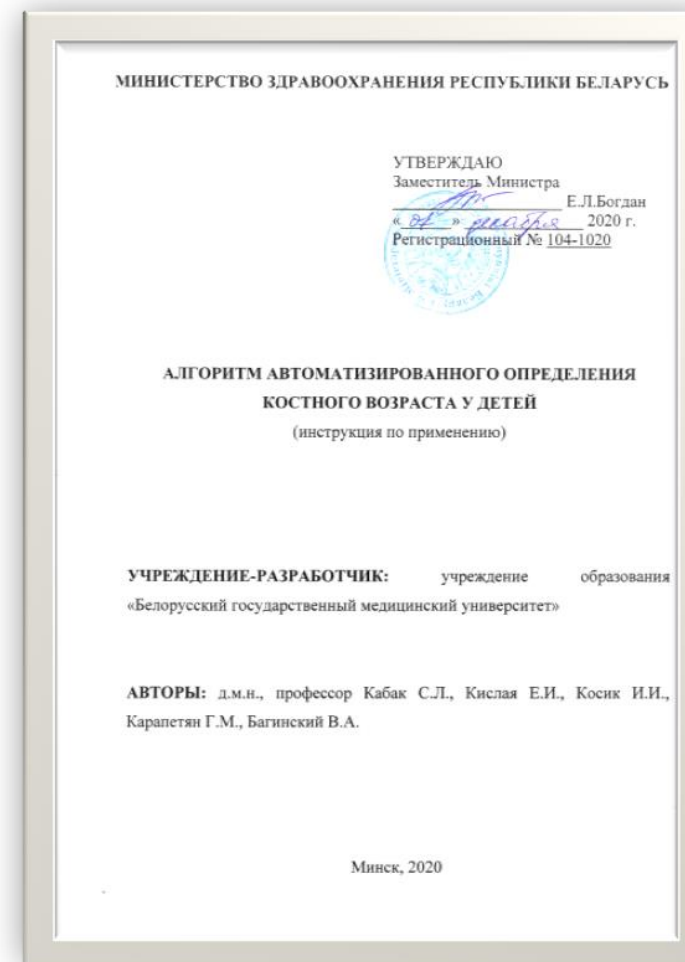 МИНИСТЕРСТВО ЗДРАВООХРАНЕНИЯ РЕСПУБЛИКИ БЕЛАРУСЬ
УТВЕРЖДАЮ
Заместитель Министра
Е.Л.Богдан
« » декабря 2020 г.
Регистрационный № 104-1020
АЛГОРИТМ АВТОМАТИЗИРОВАННОГО ОПРЕДЕЛЕНИЯ
КОСТНОГО ВОЗРАСТА У ДЕТЕЙ
(инструкция по применению)
УЧРЕЖДЕНИЕ-РАЗРАБОТЧИК: учреждение образования
«Белорусский государственный медицинский университет»
АВТОРЫ: д.м.н., профессор Кабак С.Л., Кислая Е.И., Косик И.И.,
Карапетян Г.М., Багинский В.А.
Минск, 2020